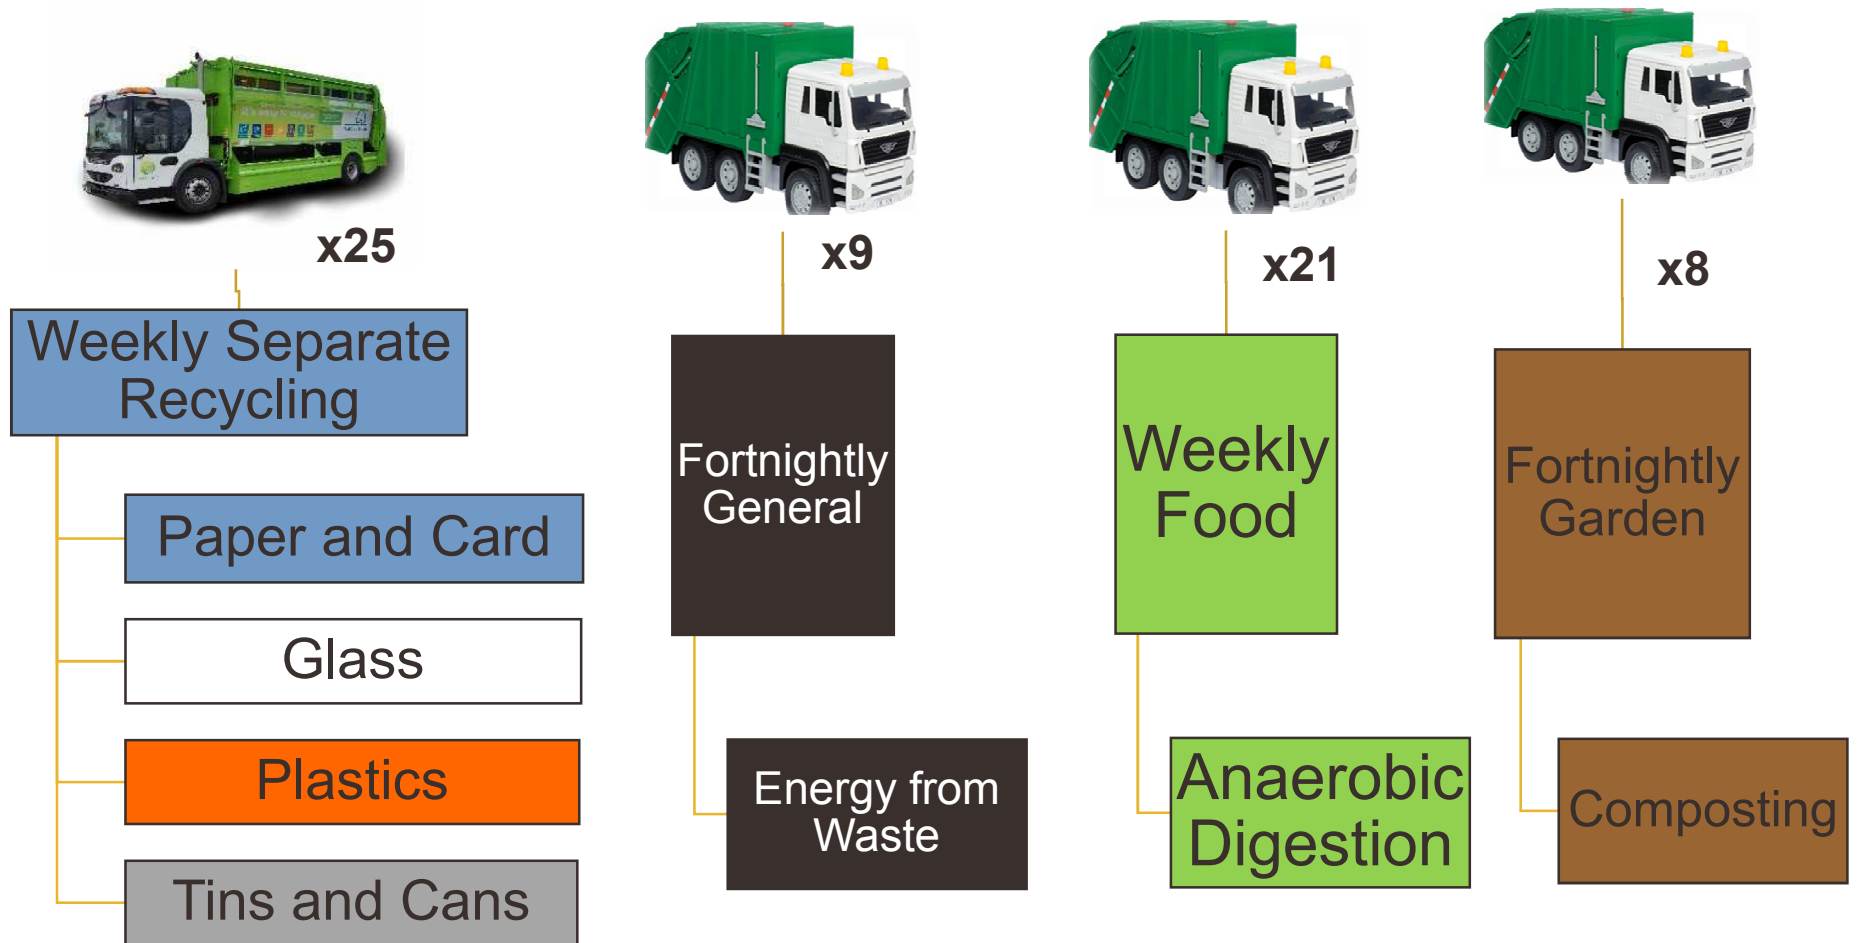 x25
x9
x21
x8
Weekly Separate
Recycling
Paper and Card
Glass
Plastics
Tins and Cans
Fortnightly
General
Energy from
Waste
Weekly
Food
Anaerobic
Digestion
Fortnightly
Garden
Composting